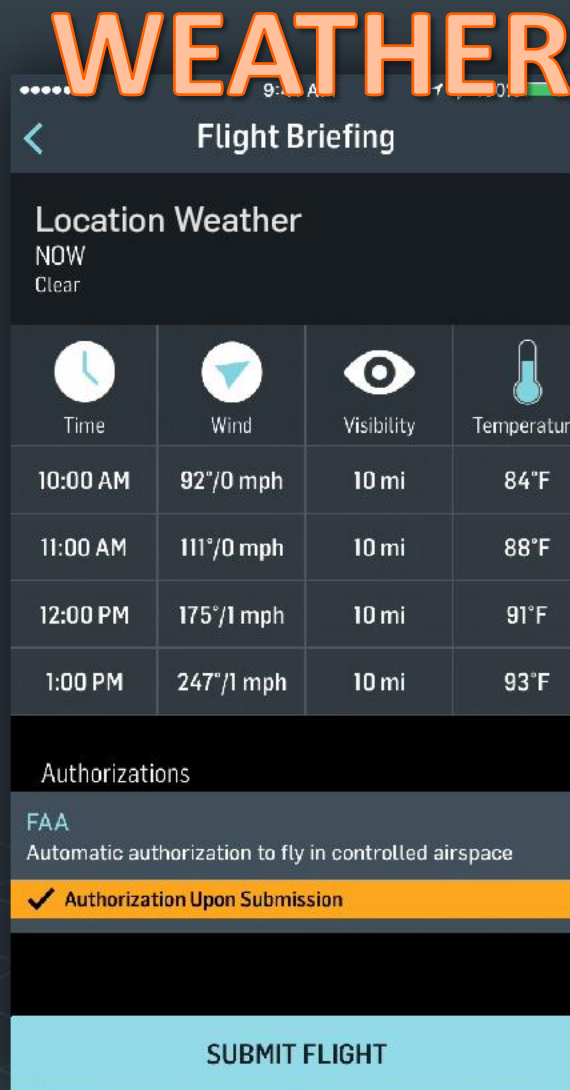 WEATHER
Flight Briefing
Location Weather
NOW
Clear
Time Wind Visibility Temperatur
10:00 AM 92°/0 mph 10 mi 84°F
11:00 AM 111°/0 mph 10 mi 88°F
12:00 PM 175°/1 mph 10 mi 91°F
1:00 PM 247°/1 mph 10 mi 93°F
Authorizations
FAA
Automatic authorization to fly in controlled airspace
Authorization Upon Submission
SUBMIT FLIGHT